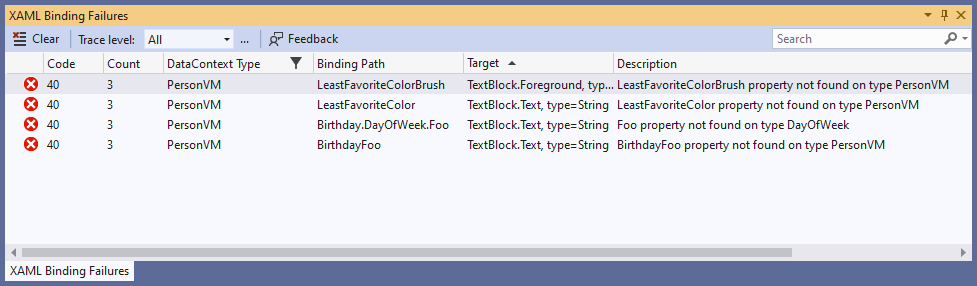 XAML Binding Failures
Clear Trace level: All ... Feedback Search
Code Count DataContext Type Binding Path Target Description
40 3 PersonVM LeastFavoriteColorBrush TextBlock.Foreground, typ... LeastFavoriteColorBrush property not found on type PersonVM
40 3 PersonVM LeastFavoriteColor TextBlock.Text, type=String LeastFavoriteColor property not found on type PersonVM
40 3 PersonVM Birthday.DayOfWeek.Foo TextBlock.Text, type=String Foo property not found on type DayOfWeek
40 3 PersonVM BirthdayFoo TextBlock.Text, type=String BirthdayFoo property not found on type PersonVM
XAML Binding Failures